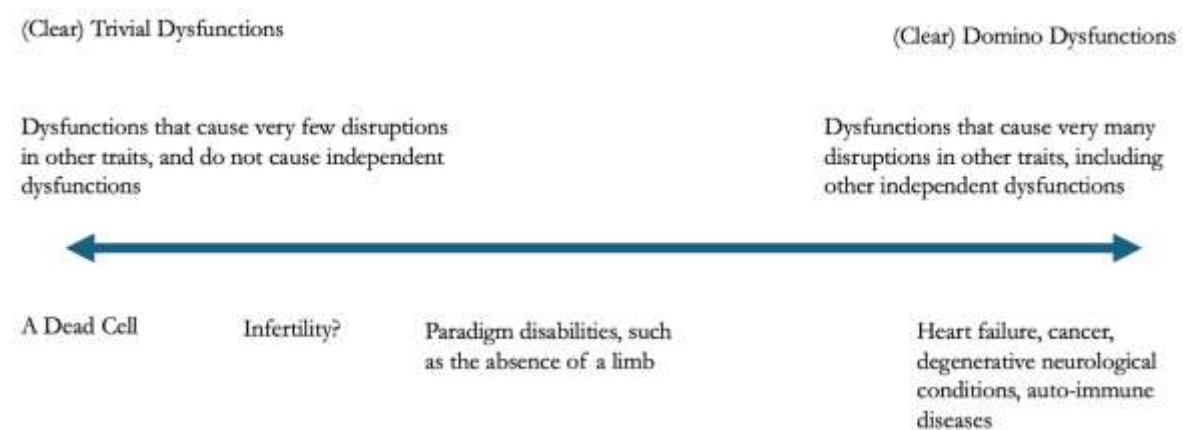 (Clear) Trivial Dysfunctions
(Clear) Domino Dysfunctions
Dysfunctions that cause very few disruptions
in other traits, and do not cause independent
dysfunctions
Dysfunctions that cause very many
disruptions in other traits, including
other independent dysfunctions
A Dead Cell
Infertility?
Paradigm disabilities, such
as the absence of a limb
Heart failure, cancer,
degenerative neurological
conditions, auto-immune
diseases